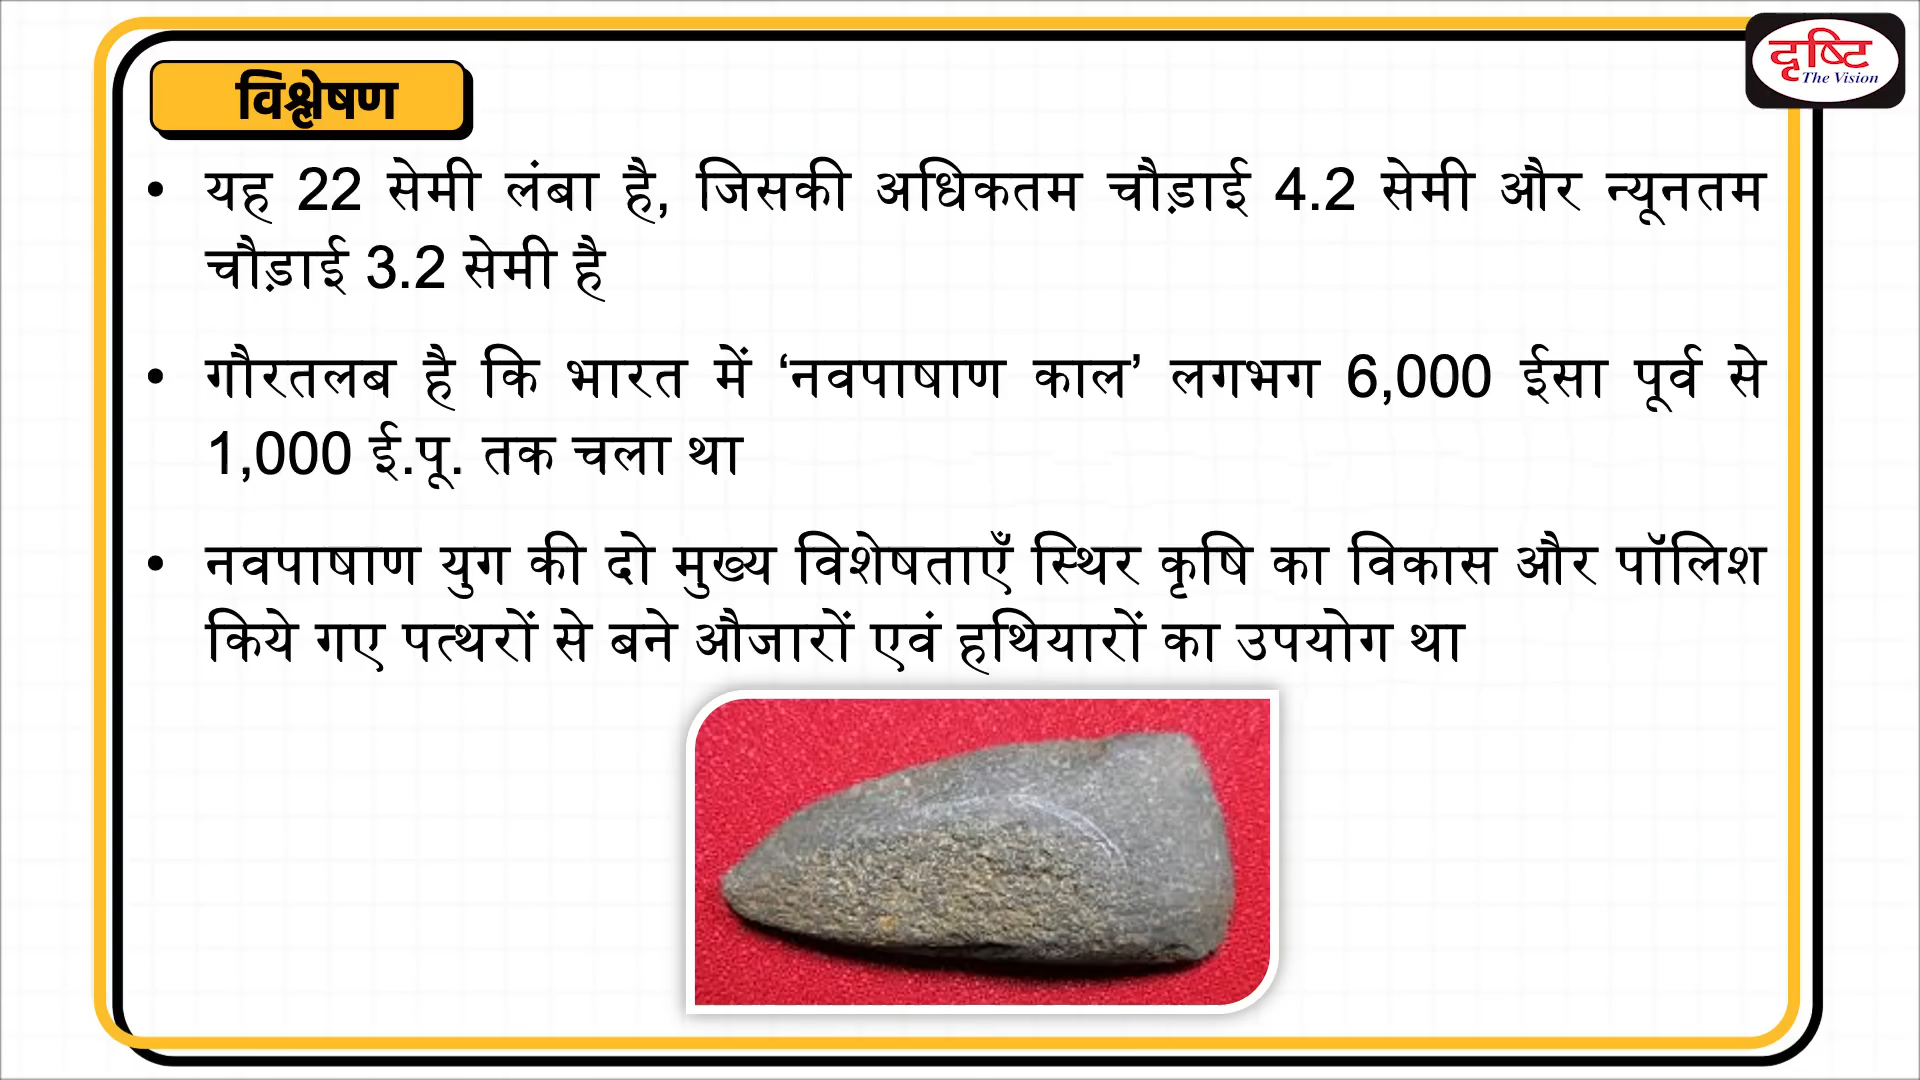 दृष्टि
The Vision
विश्लेषण
• यह 22 सेमी लंबा है, जिसकी अधिकतम चौड़ाई 4.2 सेमी और न्यूनतम
चौड़ाई 3.2 सेमी है
• गौरतलब है कि भारत में ‘नवपाषाण काल’ लगभग 6,000 ईसा पूर्व से
1,000 ई.पू. तक चला था
• नवपाषाण युग की दो मुख्य विशेषताएँ स्थिर कृषि का विकास और पॉलिश
किये गए पत्थरों से बने औजारों एवं हथियारों का उपयोग था